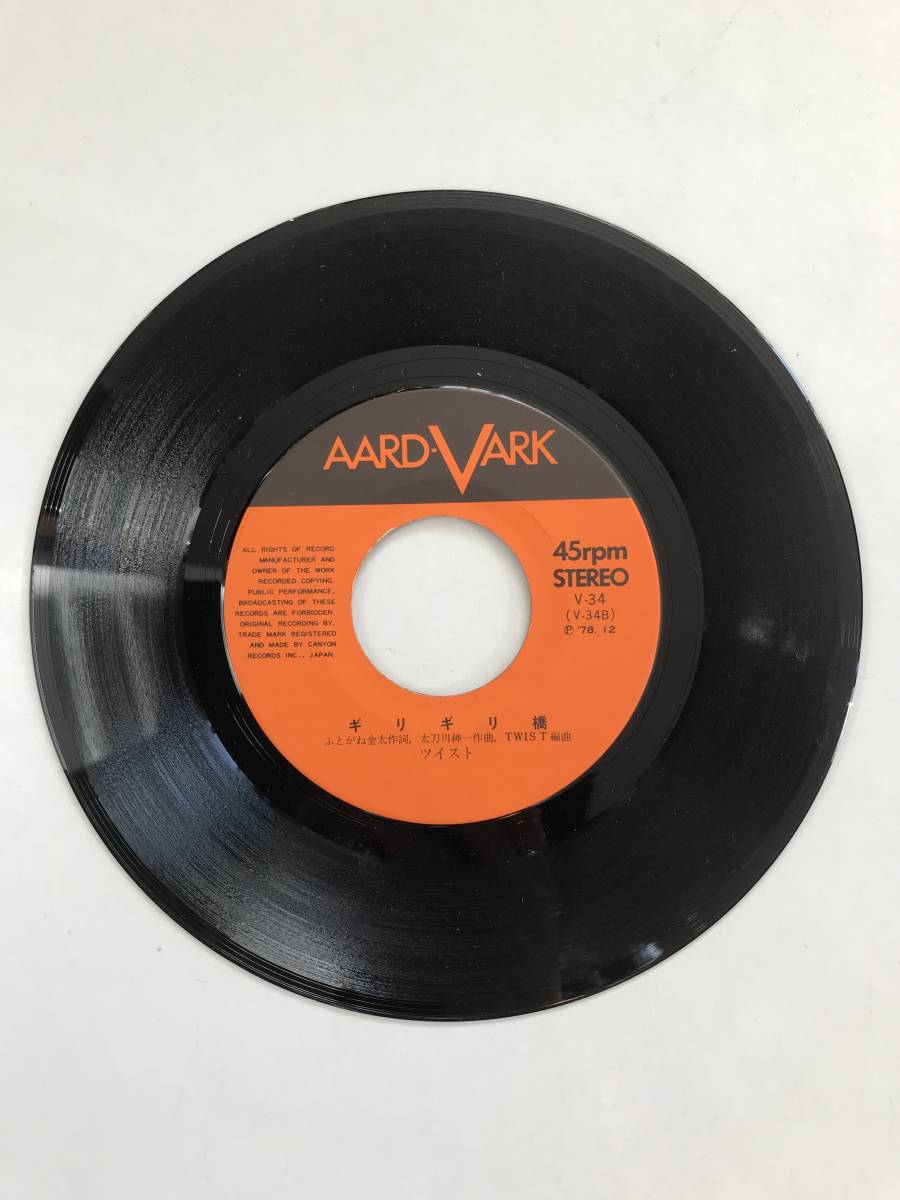 AARD-VARK
ALL RIGHTS OF RECORD
MANUFACTURER AND
OWNER OF THE WORK
RECORDED COPYING.
PUBLIC PERFORMANCE,
BROADCASTING OF THESE
RECORDS ARE FORBIDDEN.
ORIGINAL RECORDING BY,
TRADE MARK REGISTERED
AND MADE BY CANYON
RECORDS INC., JAPAN.
45rpm
STEREO
V-34
(V-34B)
Ⓟ '78. 12
ギリギリ橋
ふとがね金太作詞, 太刀川紳一作曲, TWIST編曲
ツイスト